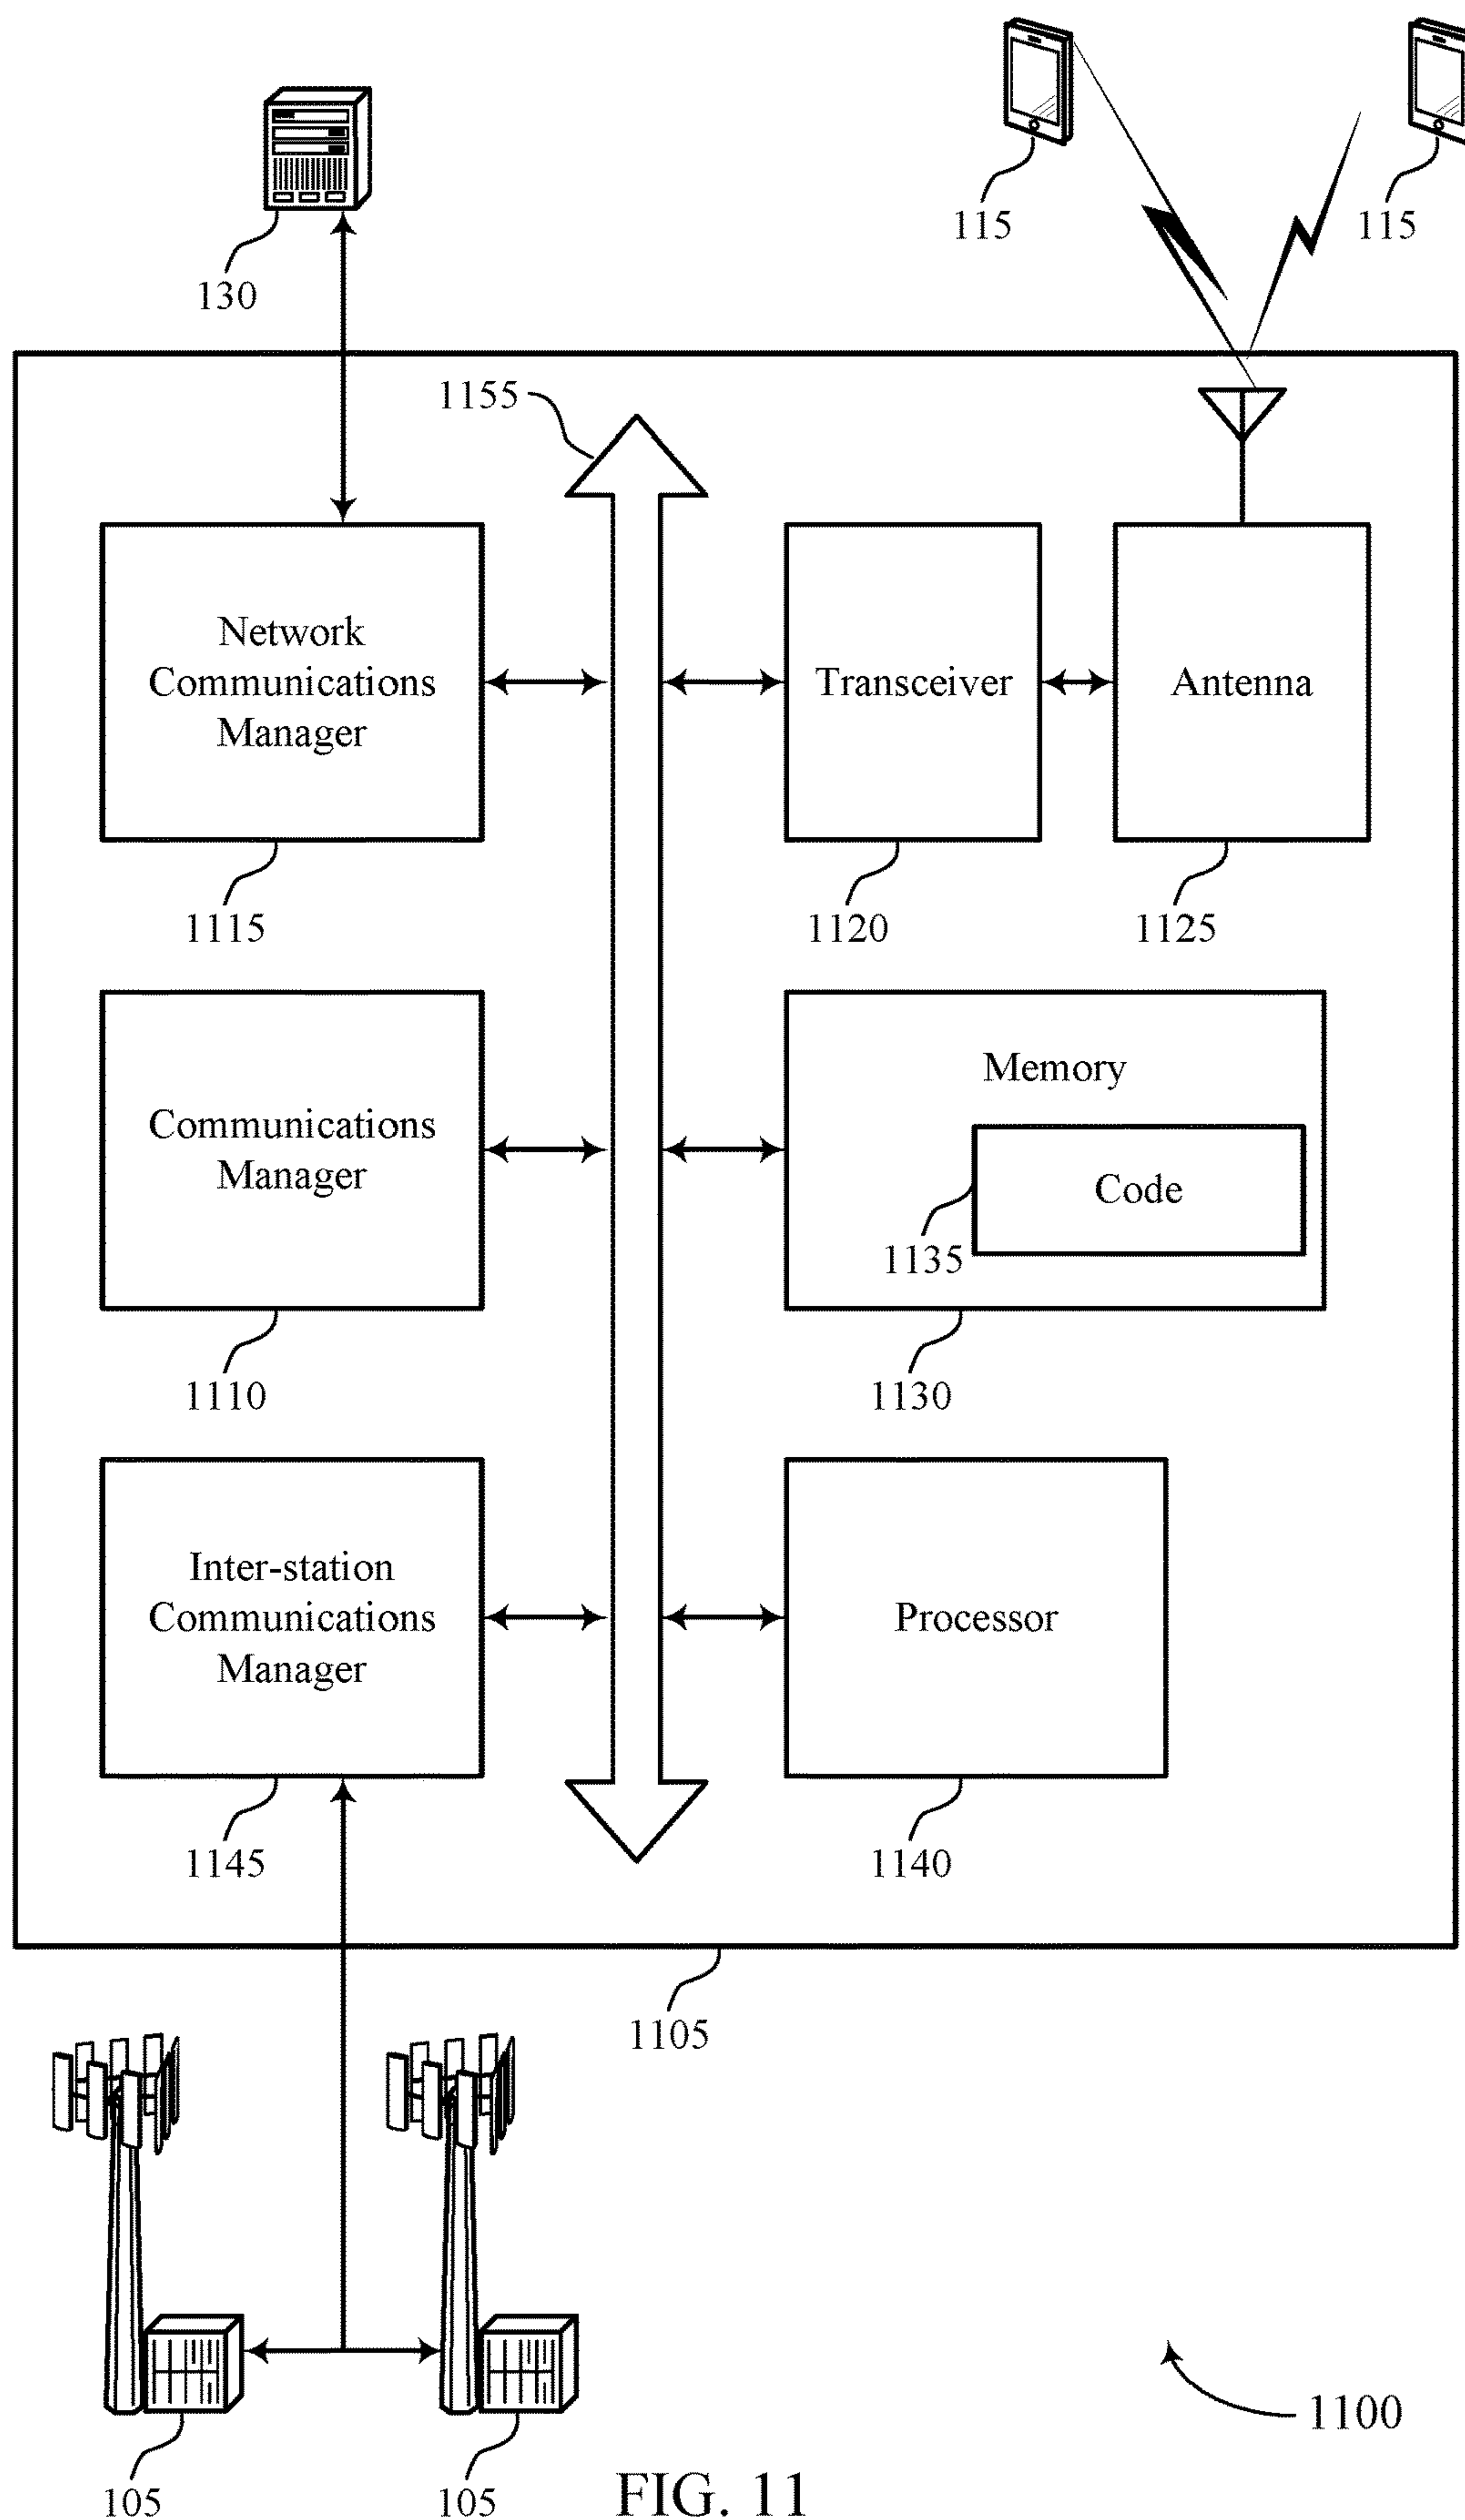 115
115
130
1155
Network
Communications
Manager
Transceiver
Antenna
1115
1120
1125
Communications
Manager
Memory
Code
1135
1110
1130
Inter-station
Communications
Manager
Processor
1145
1140
1105
1100
105
105
FIG. 11